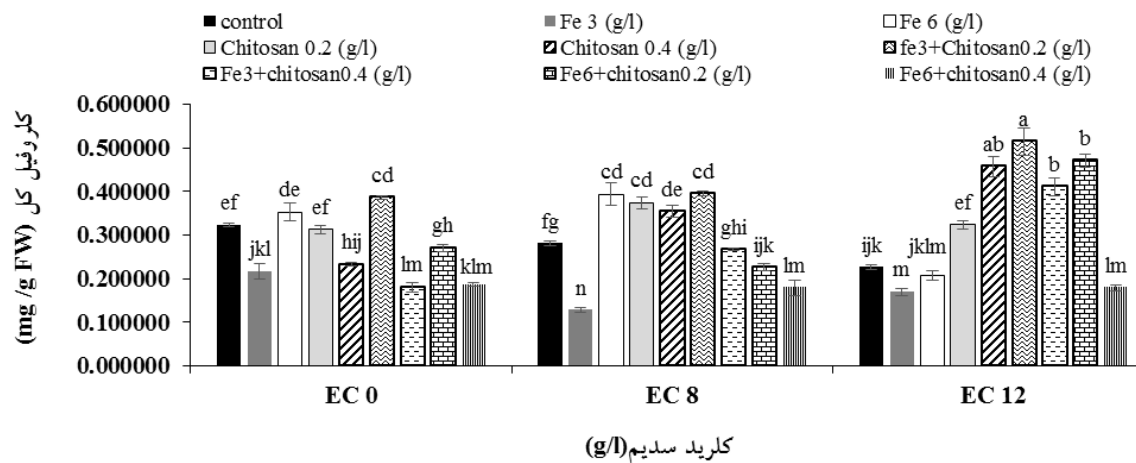 control Fe 3 (g/l) Fe 6 (g/l)
Chitosan 0.2 (g/l) Chitosan 0.4 (g/l) fe3+Chitosan0.2 (g/l)
Fe3+chitosan0.4 (g/l) Fe6+chitosan0.2 (g/l) Fe6+chitosan0.4 (g/l)
کلروفیل کل
(mg /g FW)
0.600000
0.500000
0.400000
0.300000
0.200000
0.100000
0.000000
ef jkl de ef hij cd lm gh klm
fg n cd cd de cd ghi ijk lm
ijk m jklm ef ab a b b lm
EC 0 EC 8 EC 12
کلرید سدیم(g/l)